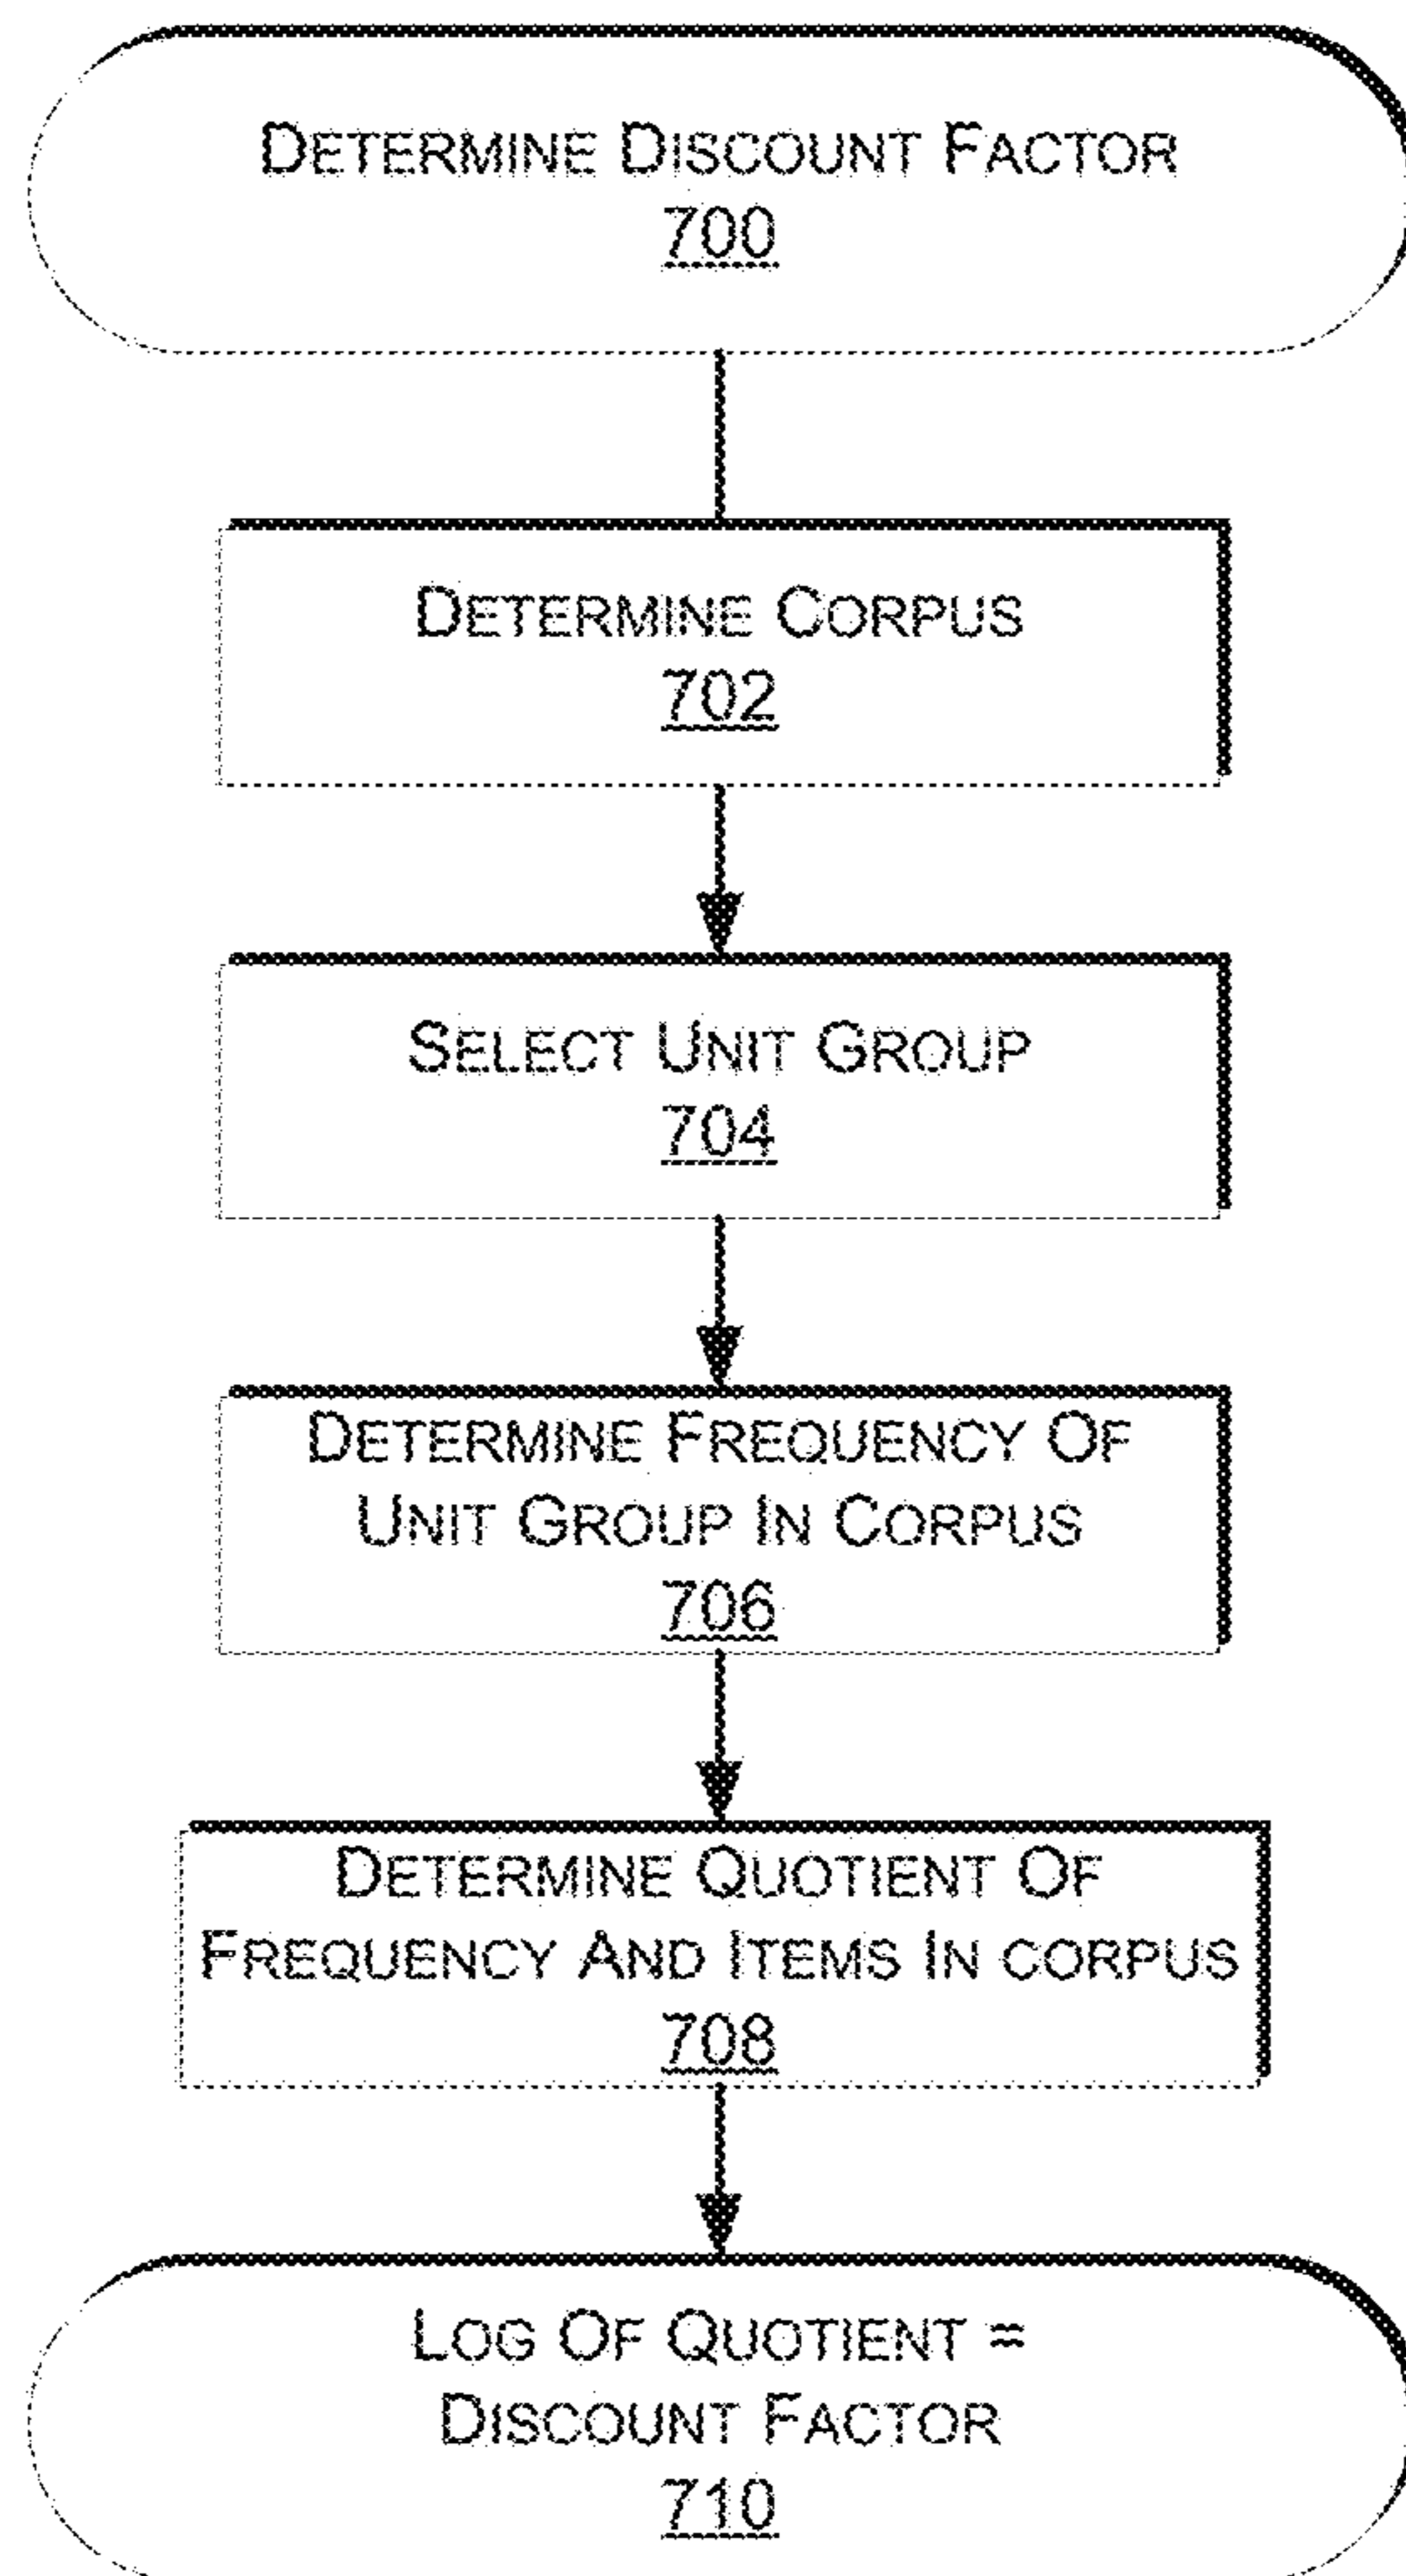 DETERMINE DISCOUNT FACTOR
700
DETERMINE CORPUS
702
SELECT UNIT GROUP
704
DETERMINE FREQUENCY OF
UNIT GROUP IN CORPUS
706
DETERMINE QUOTIENT OF
FREQUENCY AND ITEMS IN CORPUS
708
LOG OF QUOTIENT =
DISCOUNT FACTOR
710